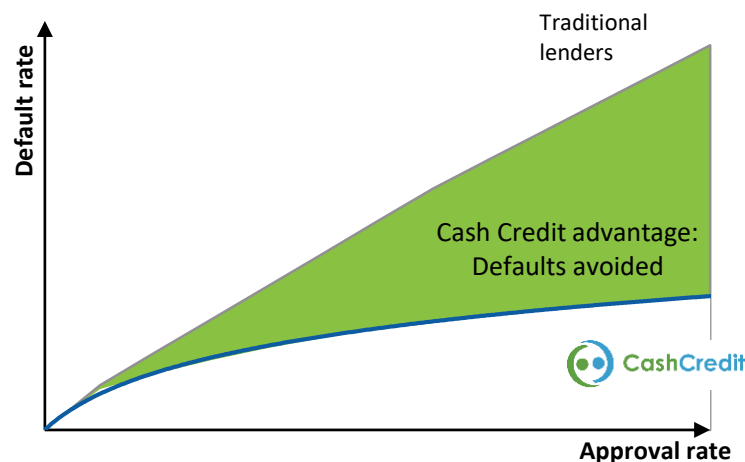 Traditional
lenders
Default rate
Cash Credit advantage:
Defaults avoided
CashCredit
Approval rate